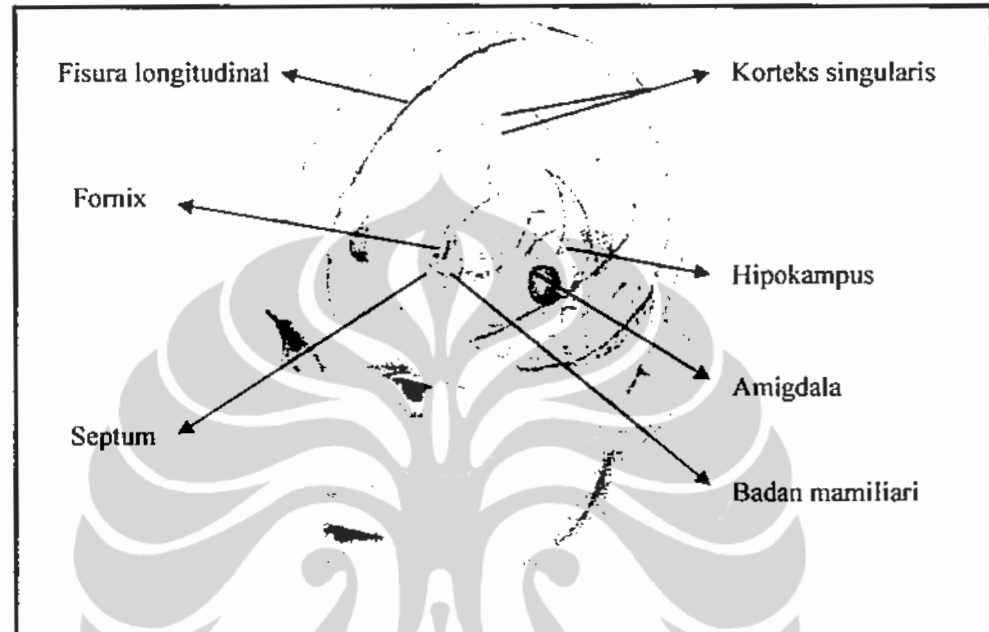 Fisura longitudinal
Korteks singularis
Fornix
Hipokampus
Amigdala
Septum
Badan mamiliari